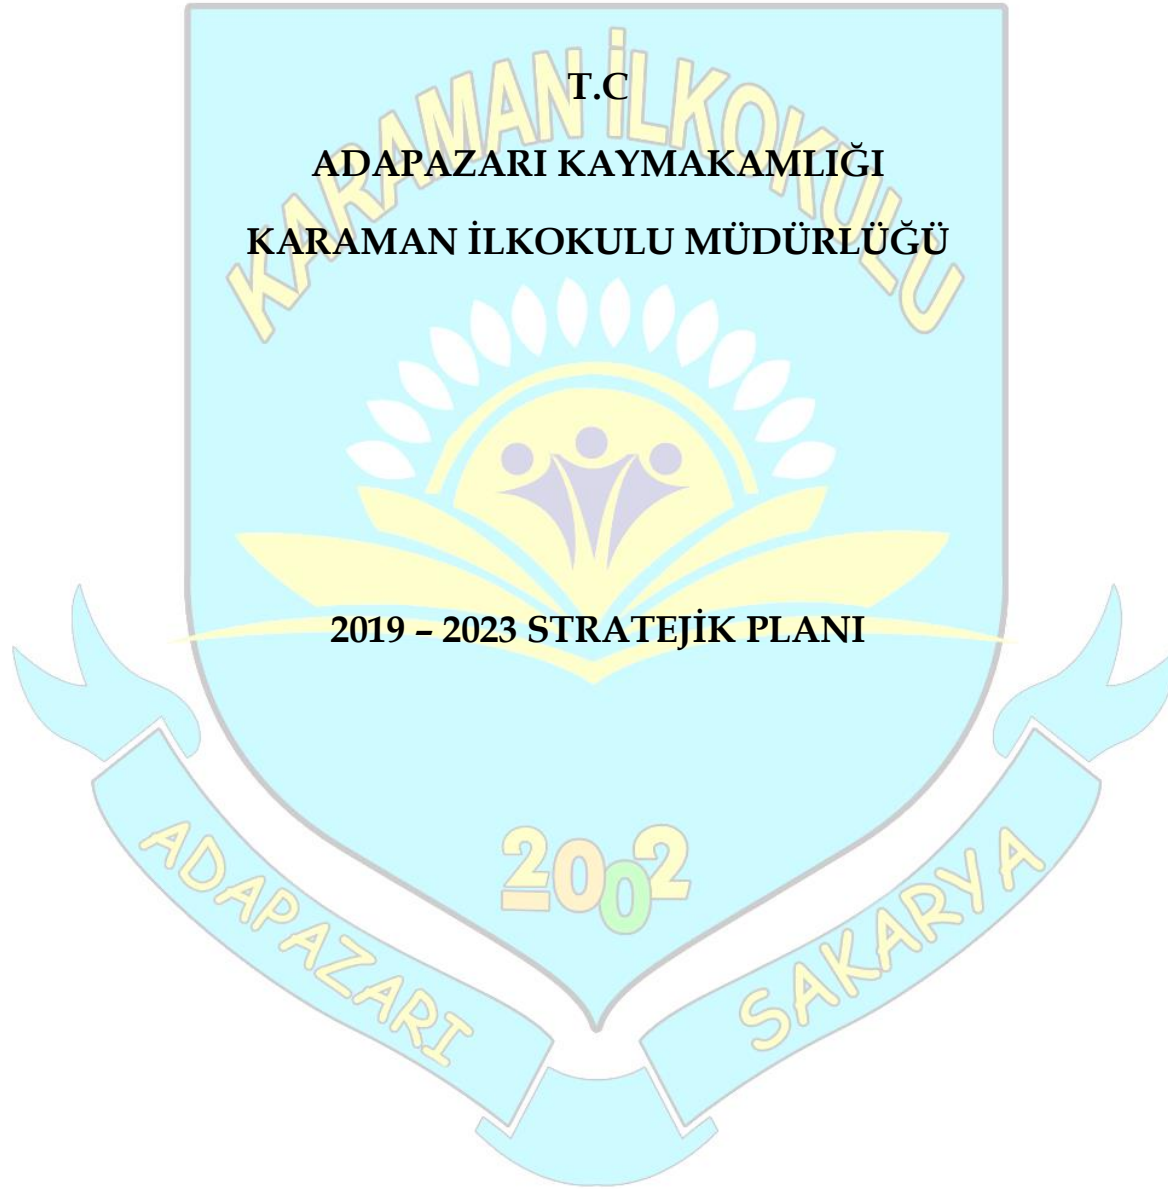 KARAMAN İLKOKULU
T.C
ADAPAZARI KAYMAKAMLIĞI
KARAMAN İLKOKULU MÜDÜRLÜĞÜ
2019 – 2023 STRATEJİK PLANI
2002
ADAPAZARI
SAKARYA